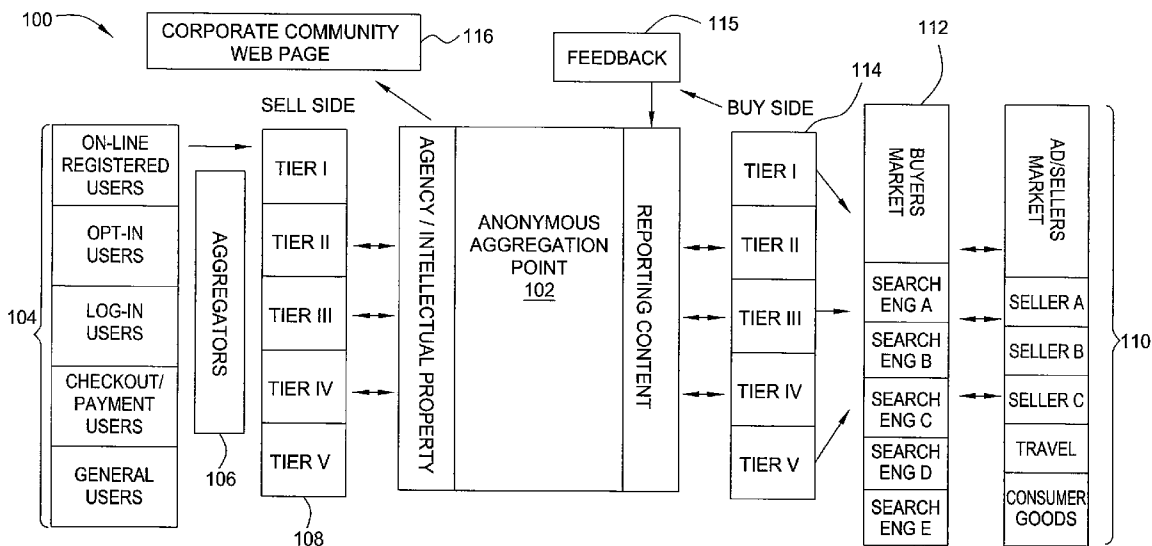 100
CORPORATE COMMUNITY
WEB PAGE
116
115
FEEDBACK
112
114
SELL SIDE
BUY SIDE
104
ON-LINE
REGISTERED
USERS
OPT-IN
USERS
LOG-IN
USERS
CHECKOUT/
PAYMENT
USERS
GENERAL
USERS
AGGREGATORS
106
TIER I
TIER II
TIER III
TIER IV
TIER V
108
AGENCY / INTELLECTUAL PROPERTY
ANONYMOUS
AGGREGATION
POINT
102
REPORTING CONTENT
TIER I
TIER II
TIER III
TIER IV
TIER V
BUYERS
MARKET
SEARCH
ENG A
SEARCH
ENG B
SEARCH
ENG C
SEARCH
ENG D
SEARCH
ENG E
AD/SELLERS
MARKET
SELLER A
SELLER B
SELLER C
TRAVEL
CONSUMER
GOODS
110